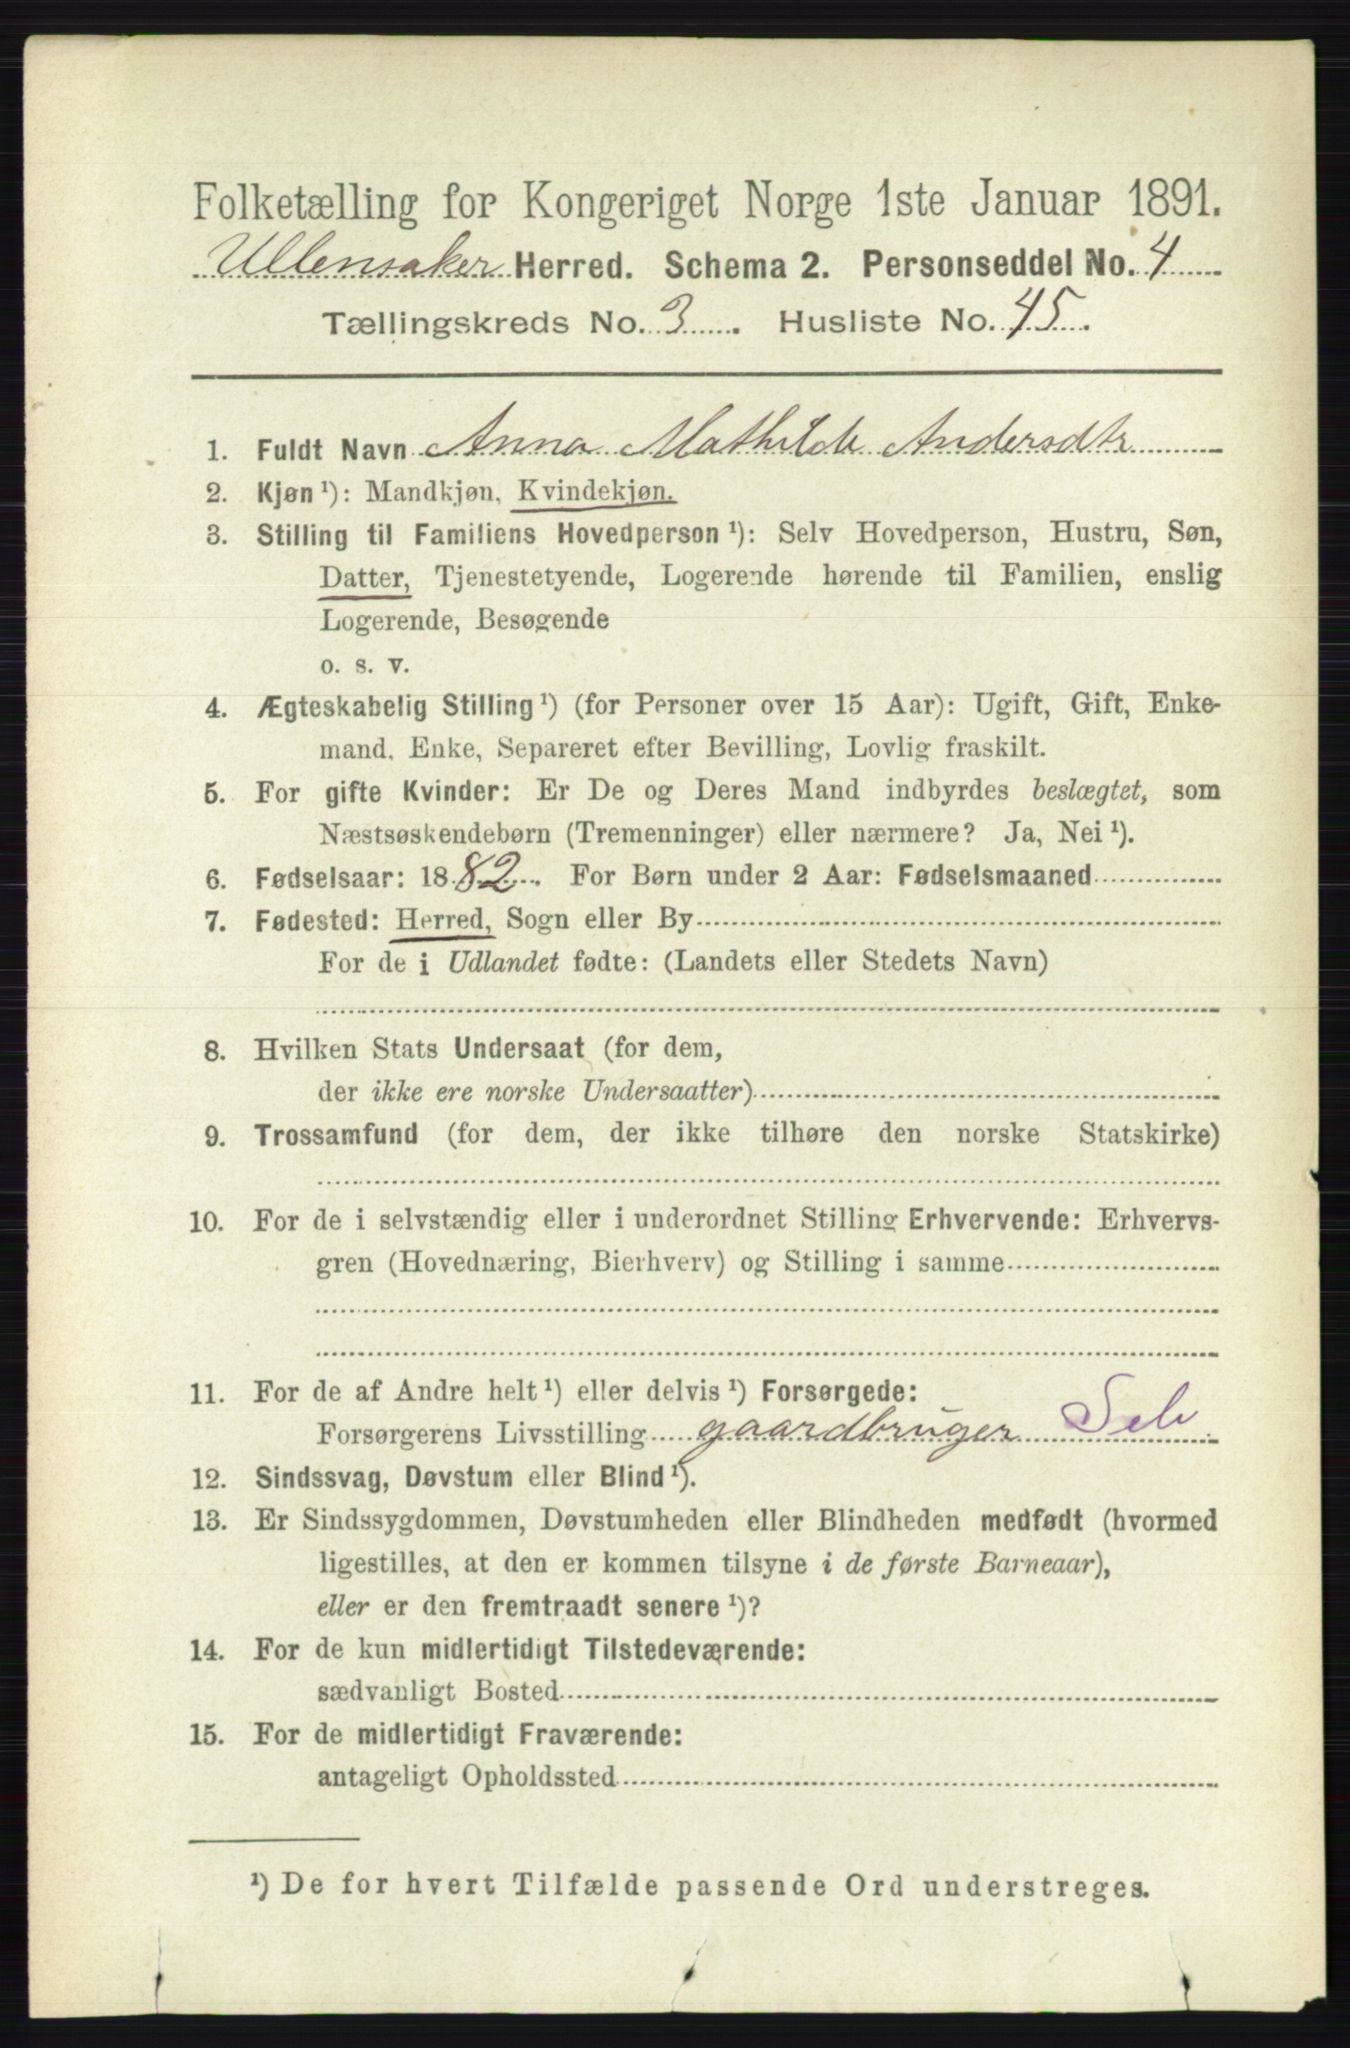 Folketælling for Kongeriget Norge 1ste Januar 1891.
Ullensaker Herred. Schema 2. Personseddel No. 4
Tællingskreds No. 3. Husliste No. 45.
1. Fuldt Navn Anna Mathilde Andersdtr
2. Kjøn ¹): Mandkjøn, Kvindekjøn.
3. Stilling til Familiens Hovedperson ¹): Selv Hovedperson, Hustru, Søn,
Datter, Tjenestetyende, Logerende hørende til Familien, enslig
Logerende, Besøgende
o. s. v.
4. Ægteskabelig Stilling ¹) (for Personer over 15 Aar): Ugift, Gift, Enke-
mand, Enke, Separeret efter Bevilling, Lovlig fraskilt.
5. For gifte Kvinder: Er De og Deres Mand indbyrdes beslægtet, som
Næstsøskendebørn (Tremenninger) eller nærmere? Ja, Nei ¹).
6. Fødselsaar: 1882. For Børn under 2 Aar: Fødselsmaaned
7. Fødested: Herred, Sogn eller By
For de i Udlandet fødte: (Landets eller Stedets Navn)
8. Hvilken Stats Undersaat (for dem,
der ikke ere norske Undersaatter)
9. Trossamfund (for dem, der ikke tilhøre den norske Statskirke)
10. For de i selvstændig eller i underordnet Stilling Erhvervende: Erhvervs-
gren (Hovednæring, Bierhverv) og Stilling i samme
11. For de af Andre helt ¹) eller delvis ¹) Forsørgede:
Forsørgerens Livsstilling gaardbruger Selv
12. Sindssvag, Døvstum eller Blind ¹).
13. Er Sindssygdommen, Døvstumheden eller Blindheden medfødt (hvormed
ligestilles, at den er kommen tilsyne i de første Barneaar),
eller er den fremtraadt senere ¹)?
14. For de kun midlertidigt Tilstedeværende:
sædvanligt Bosted
15. For de midlertidigt Fraværende:
antageligt Opholdssted
¹) De for hvert Tilfælde passende Ord understreges.